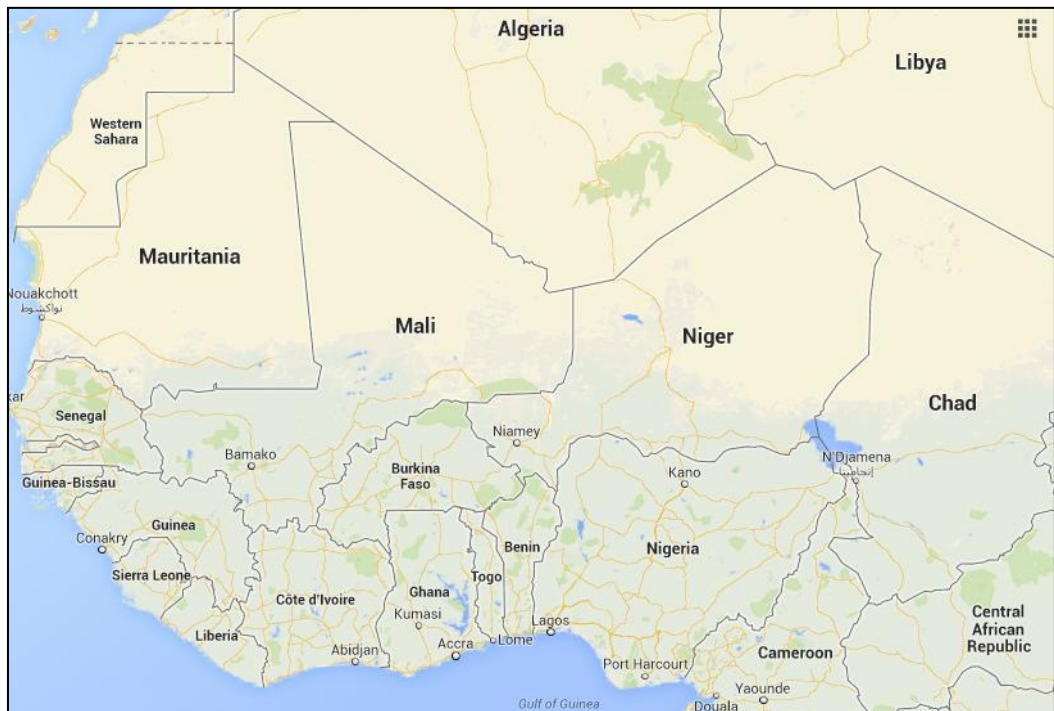 Algeria
Libya
Western
Sahara
Mauritania
Nouakchott
نواكشوط
Mali
Niger
Chad
kar
Senegal
Niamey
Bamako
Burkina
Faso
N'Djamena
إنجامينا
Kano
Guinea-Bissau
Guinea
Conakry
Benin
Nigeria
Sierra Leone
Togo
Côte d'Ivoire
Ghana
Kumasi
Central
African
Republic
Liberia
Lagos
Abidjan
Accra
Lome
Cameroon
Port Harcourt
Yaounde
Gulf of Guinea
Douala